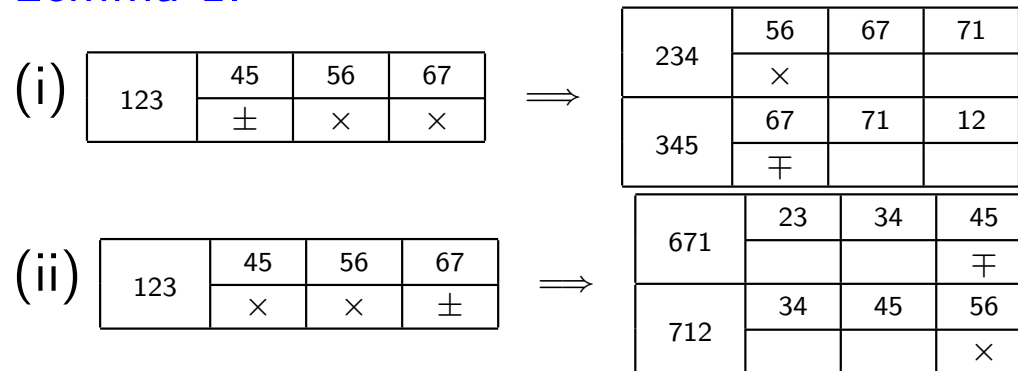 Lemma 1.
56 67 71
234
×
(i) 45 56 67
123 ⟹
± × ×
67 71 12
345
∓
23 34 45
671
∓
(ii) 45 56 67
123 ⟹
× × ±
34 45 56
712
×